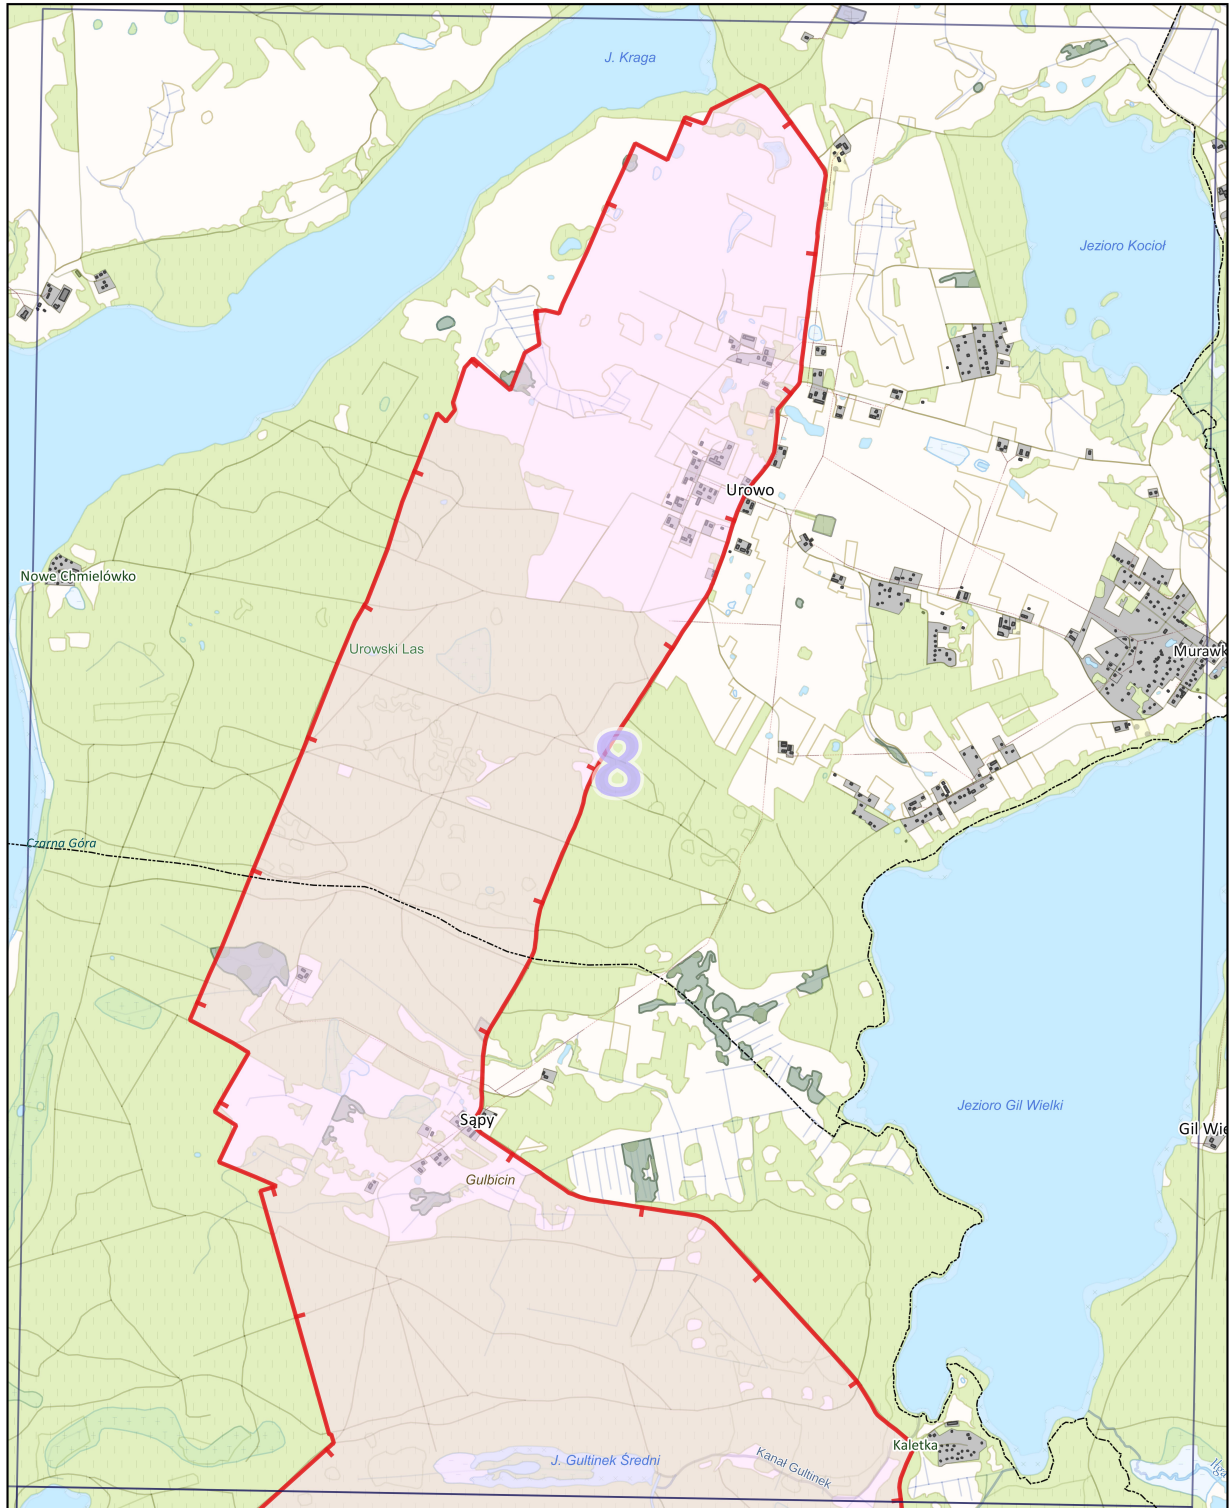 J. Kraga
Jezioro Kocioł
Urowo
Nowe Chmielówko
Urowski Las
Murawk
8
Czarna Góra
Jezioro Gil Wielki
Sąpy
Gil Wie
Gulbicin
Kaletka
J. Gultinek Średni
Kanał Gultinek
Ilga